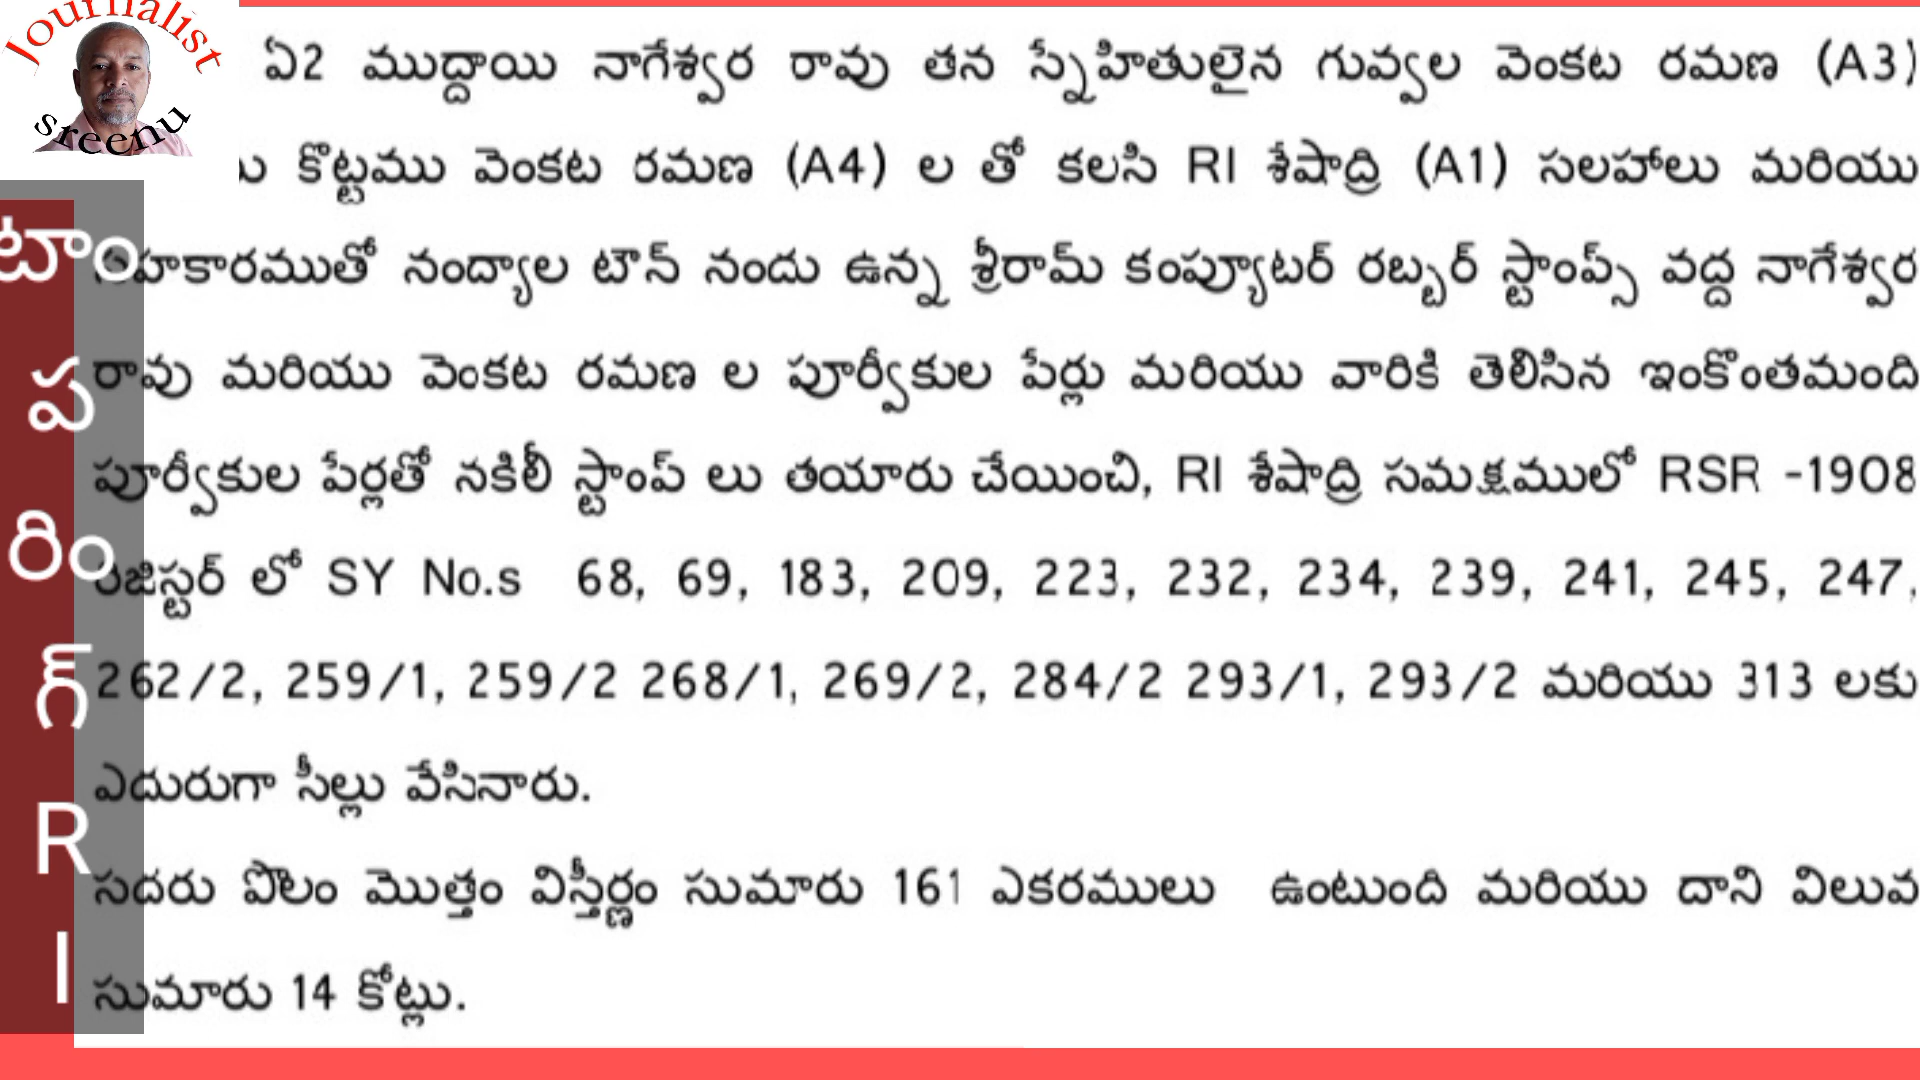 Journalist
sreenu
ఏ2 ముద్దాయి నాగేశ్వర రావు తన స్నేహితులైన గువ్వల వెంకట రమణ (A3)
కొట్టము వెంకట రమణ (A4) ల తో కలసి RI శేషాద్రి (A1) సలహాలు మరియు
సహకారముతో నంద్యాల టౌన్ నందు ఉన్న శ్రీరామ్ కంప్యూటర్ రబ్బర్ స్టాంప్స్ వద్ద నాగేశ్వర
రావు మరియు వెంకట రమణ ల పూర్వీకుల పేర్లు మరియు వారికి తెలిసిన ఇంకొంతమంది
పూర్వీకుల పేర్లతో నకిలీ స్టాంప్ లు తయారు చేయించి, RI శేషాద్రి సమక్షములో RSR -1908
రిజిస్టర్ లో SY No.s 68, 69, 183, 209, 223, 232, 234, 239, 241, 245, 247,
262/2, 259/1, 259/2 268/1, 269/2, 284/2 293/1, 293/2 మరియు 313 లకు
ఎదురుగా సీల్లు వేసినారు.
సదరు పొలం మొత్తం విస్తీర్ణం సుమారు 161 ఎకరములు ఉంటుంది మరియు దాని విలువ
సుమారు 14 కోట్లు.
టాం
ప
రిం
గ్
R
I